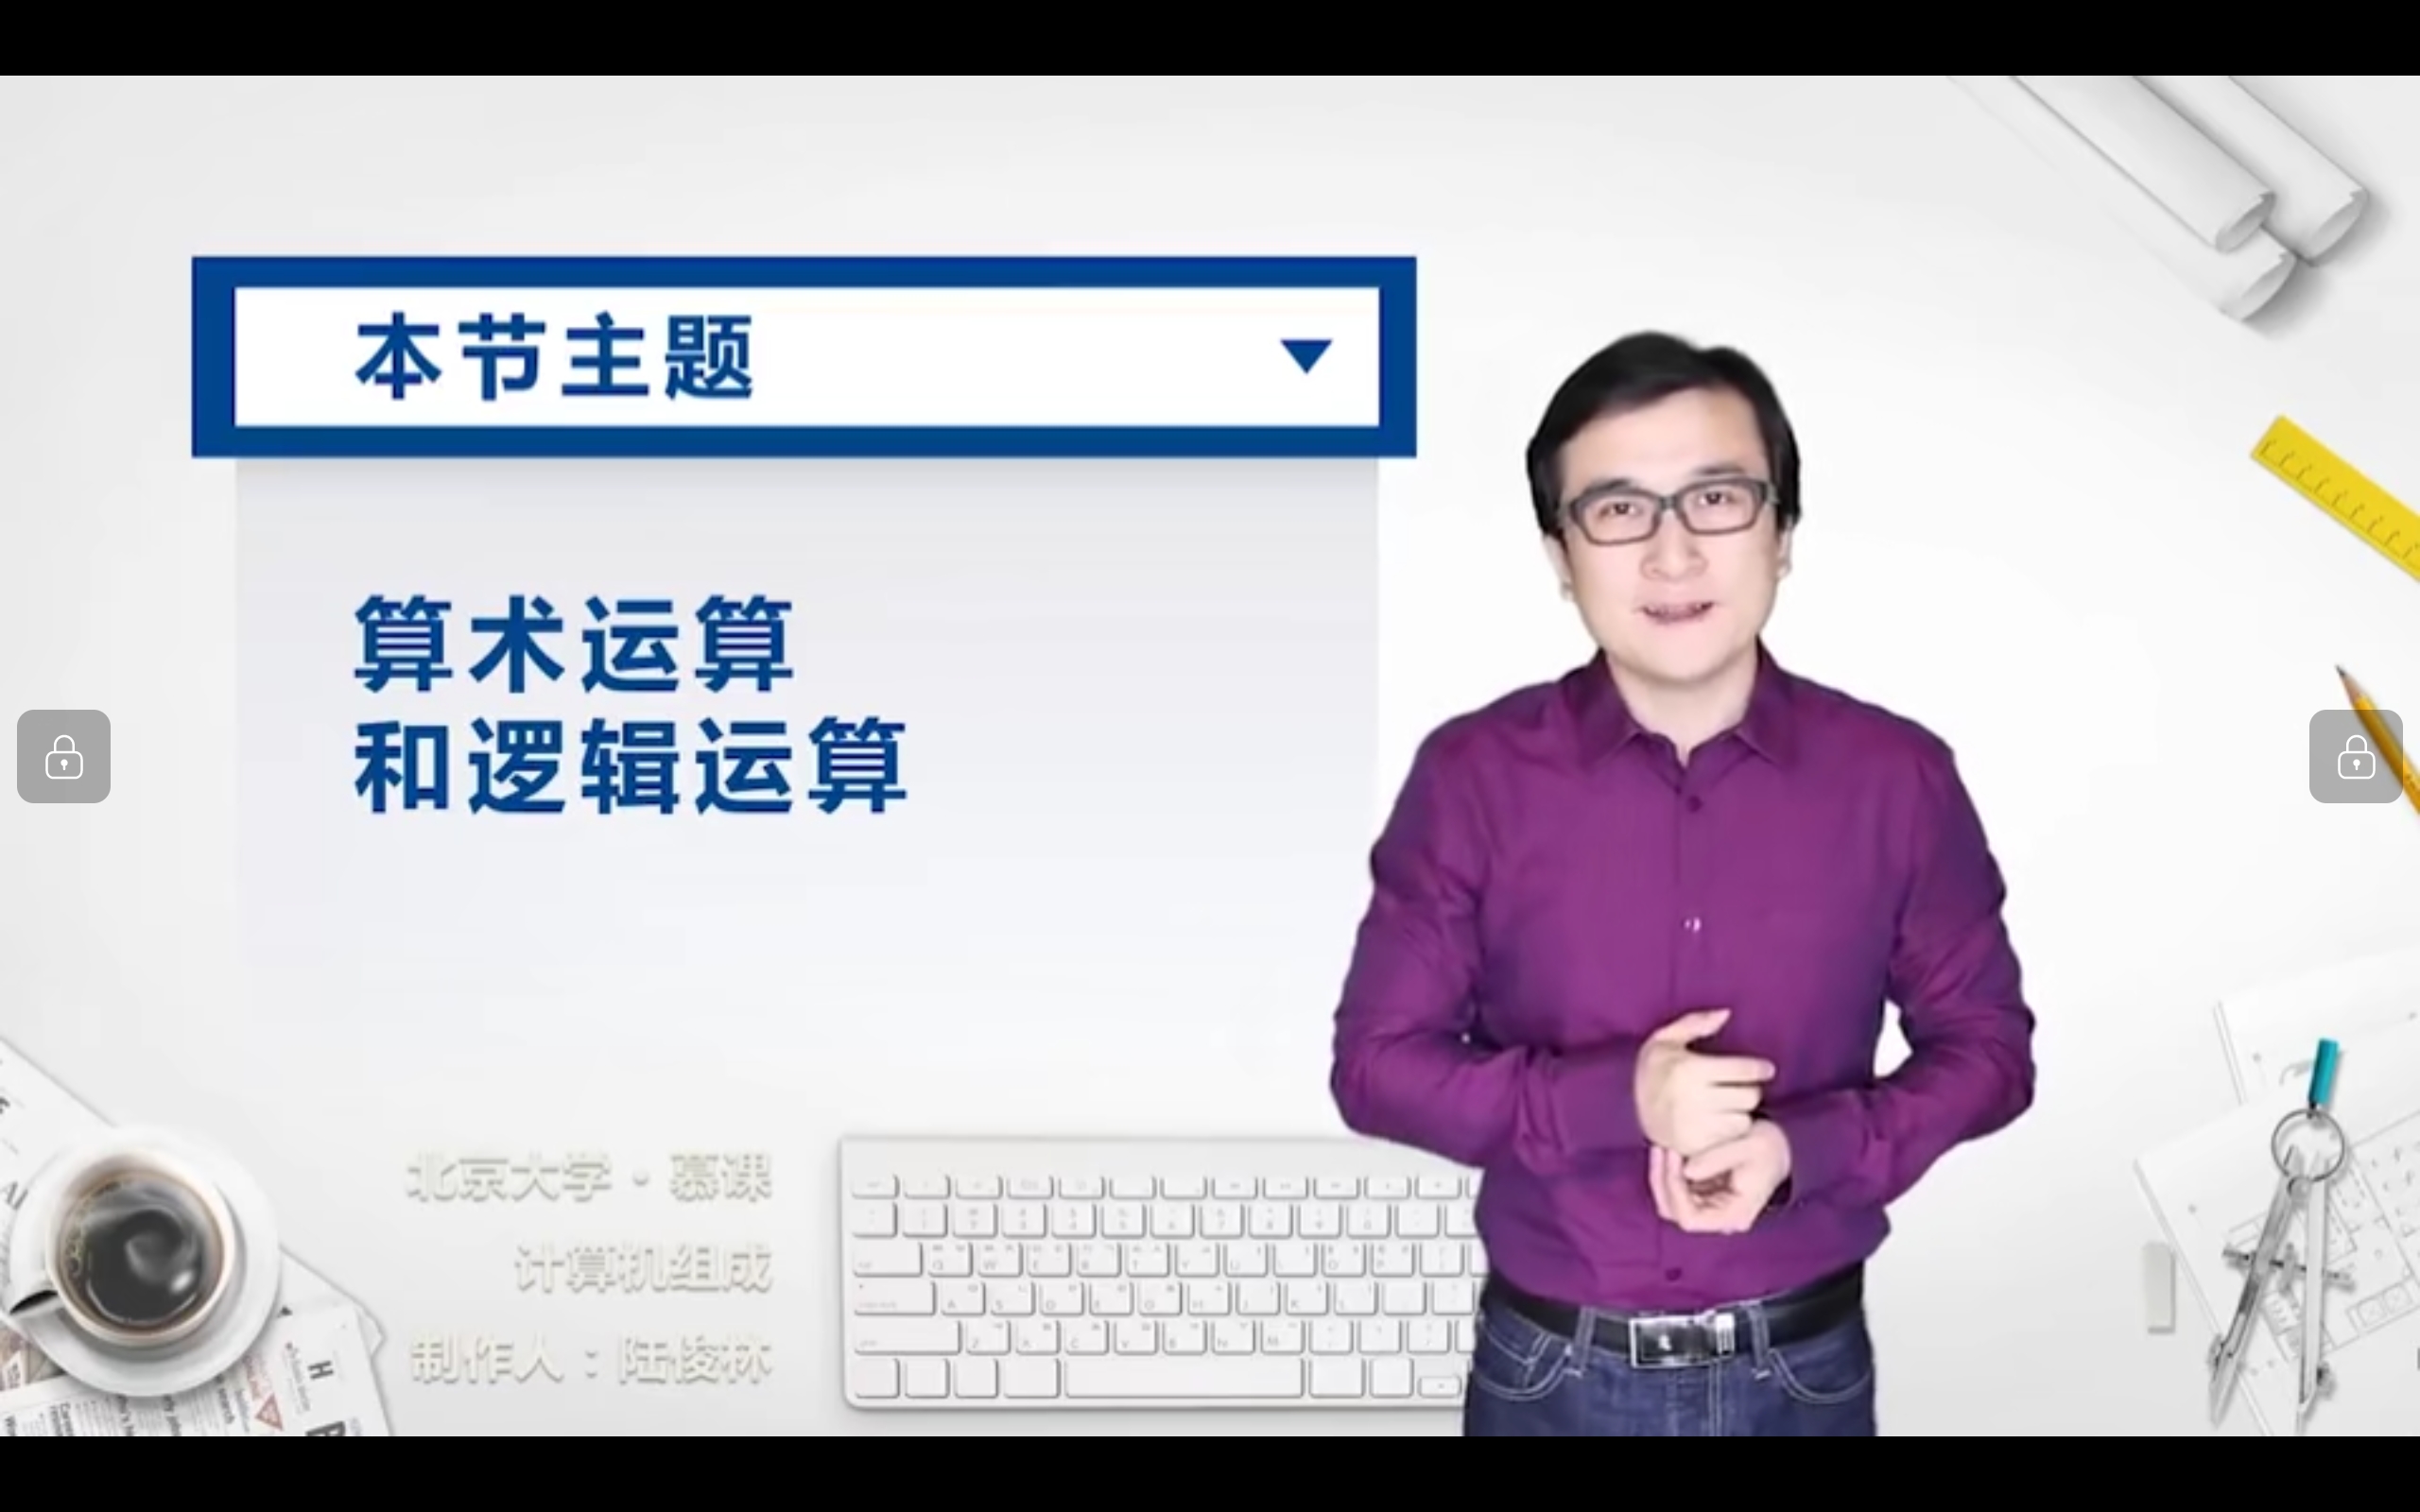 本节主题
算术运算
和逻辑运算
北京大学·慕课
计算机组成
制作人：陆俊林